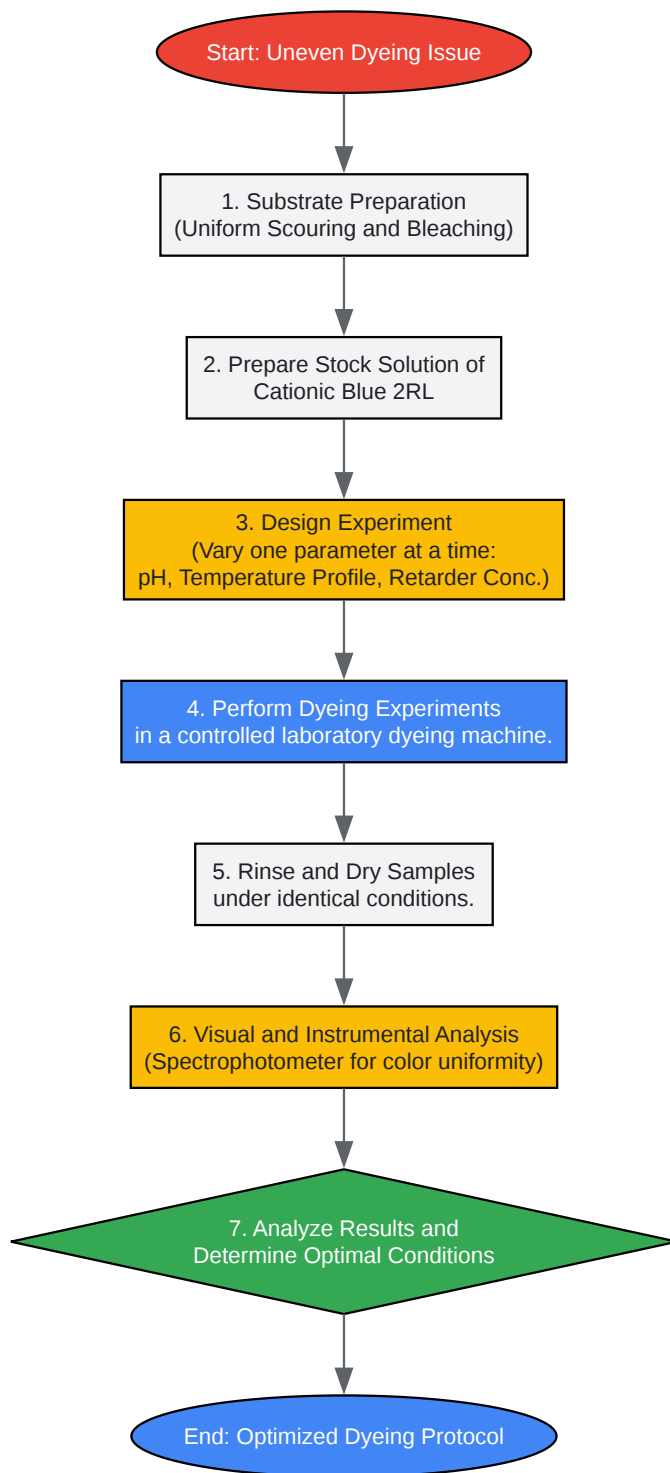 Start: Uneven Dyeing Issue
1. Substrate Preparation
(Uniform Scouring and Bleaching)
2. Prepare Stock Solution of
Cationic Blue 2RL
3. Design Experiment
(Vary one parameter at a time:
pH, Temperature Profile, Retarder Conc.)
4. Perform Dyeing Experiments
in a controlled laboratory dyeing machine.
5. Rinse and Dry Samples
under identical conditions.
6. Visual and Instrumental Analysis
(Spectrophotometer for color uniformity)
7. Analyze Results and
Determine Optimal Conditions
End: Optimized Dyeing Protocol